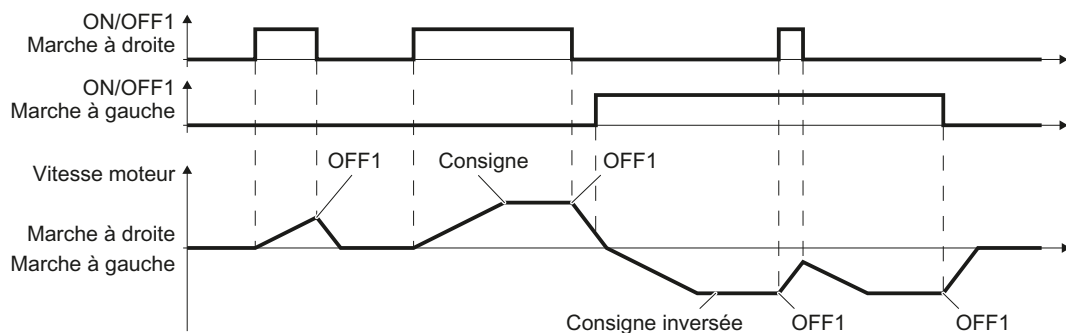 ON/OFF1
Marche à droite
ON/OFF1
Marche à gauche
Vitesse moteur
OFF1
Consigne
OFF1
Marche à droite
Marche à gauche
Consigne inversée
OFF1
OFF1